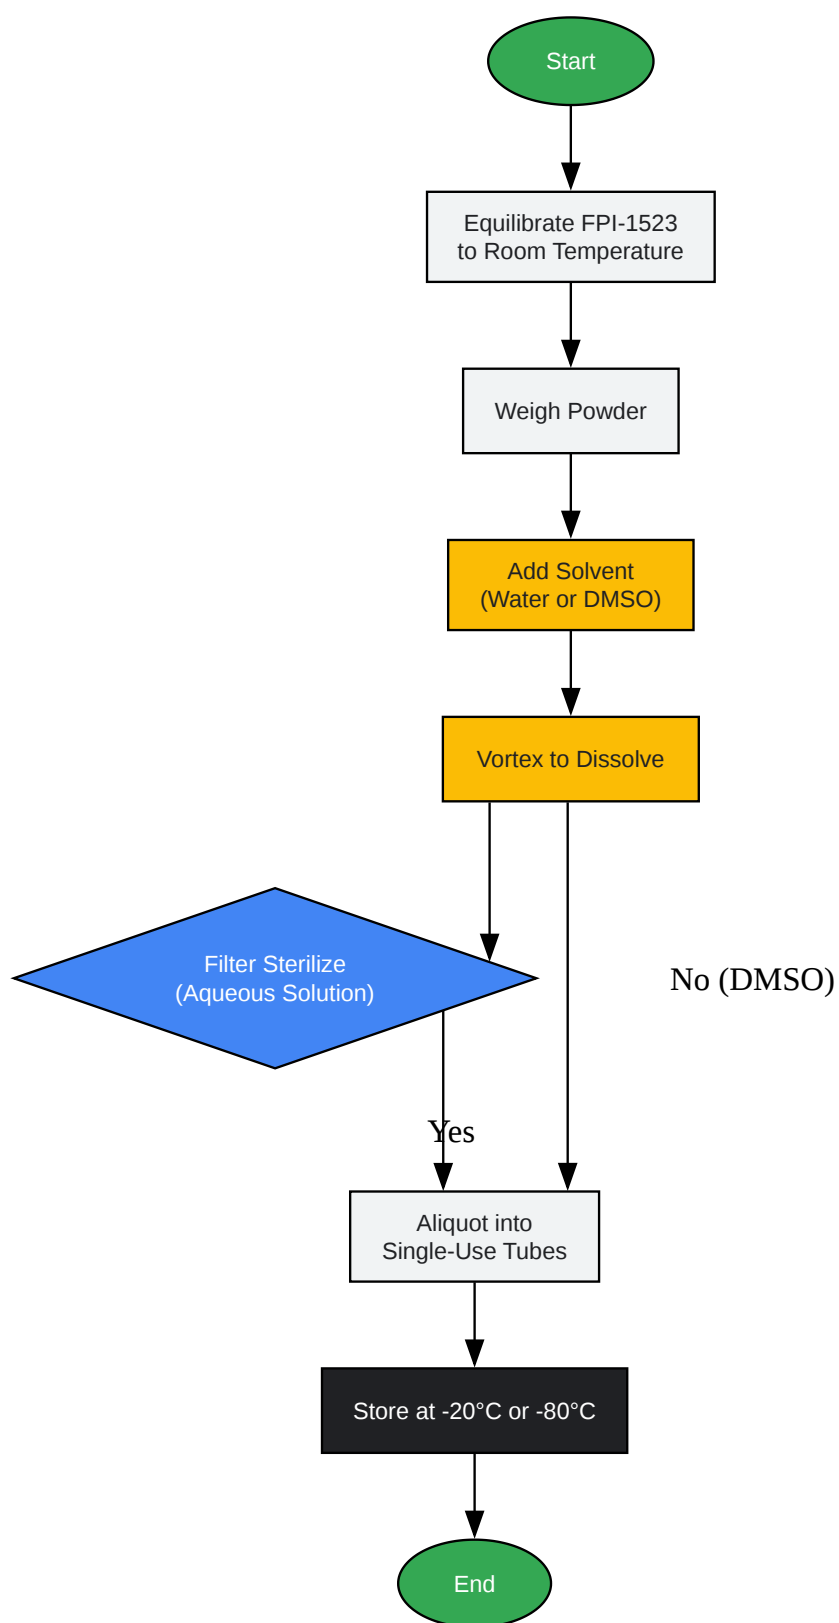 Start
Equilibrate FPI-1523
to Room Temperature
Weigh Powder
Add Solvent
(Water or DMSO)
Vortex to Dissolve
Filter Sterilize
(Aqueous Solution)
No (DMSO)
Yes
Aliquot into
Single-Use Tubes
Store at -20°C or -80°C
End